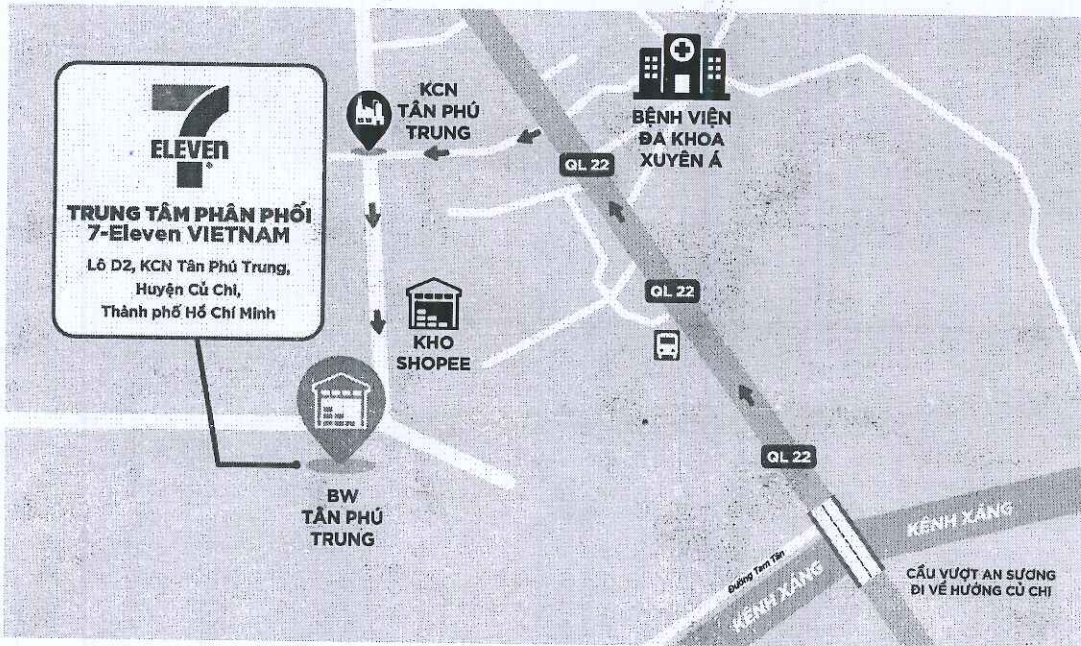 7
ELEVEN
®
TRUNG TÂM PHÂN PHỐI
7-Eleven VIETNAM
Lô D2, KCN Tân Phú Trung,
Huyện Củ Chi,
Thành phố Hồ Chí Minh
KCN
TÂN PHÚ
TRUNG
BỆNH VIỆN
ĐA KHOA
XUYÊN Á
QL 22
QL 22
KHO
SHOPEE
QL 22
BW
TÂN PHÚ
TRUNG
KÊNH XÁNG
Đường Tam Tân
KÊNH XÁNG
CẦU VƯỢT AN SƯƠNG
ĐI VỀ HƯỚNG CỦ CHI